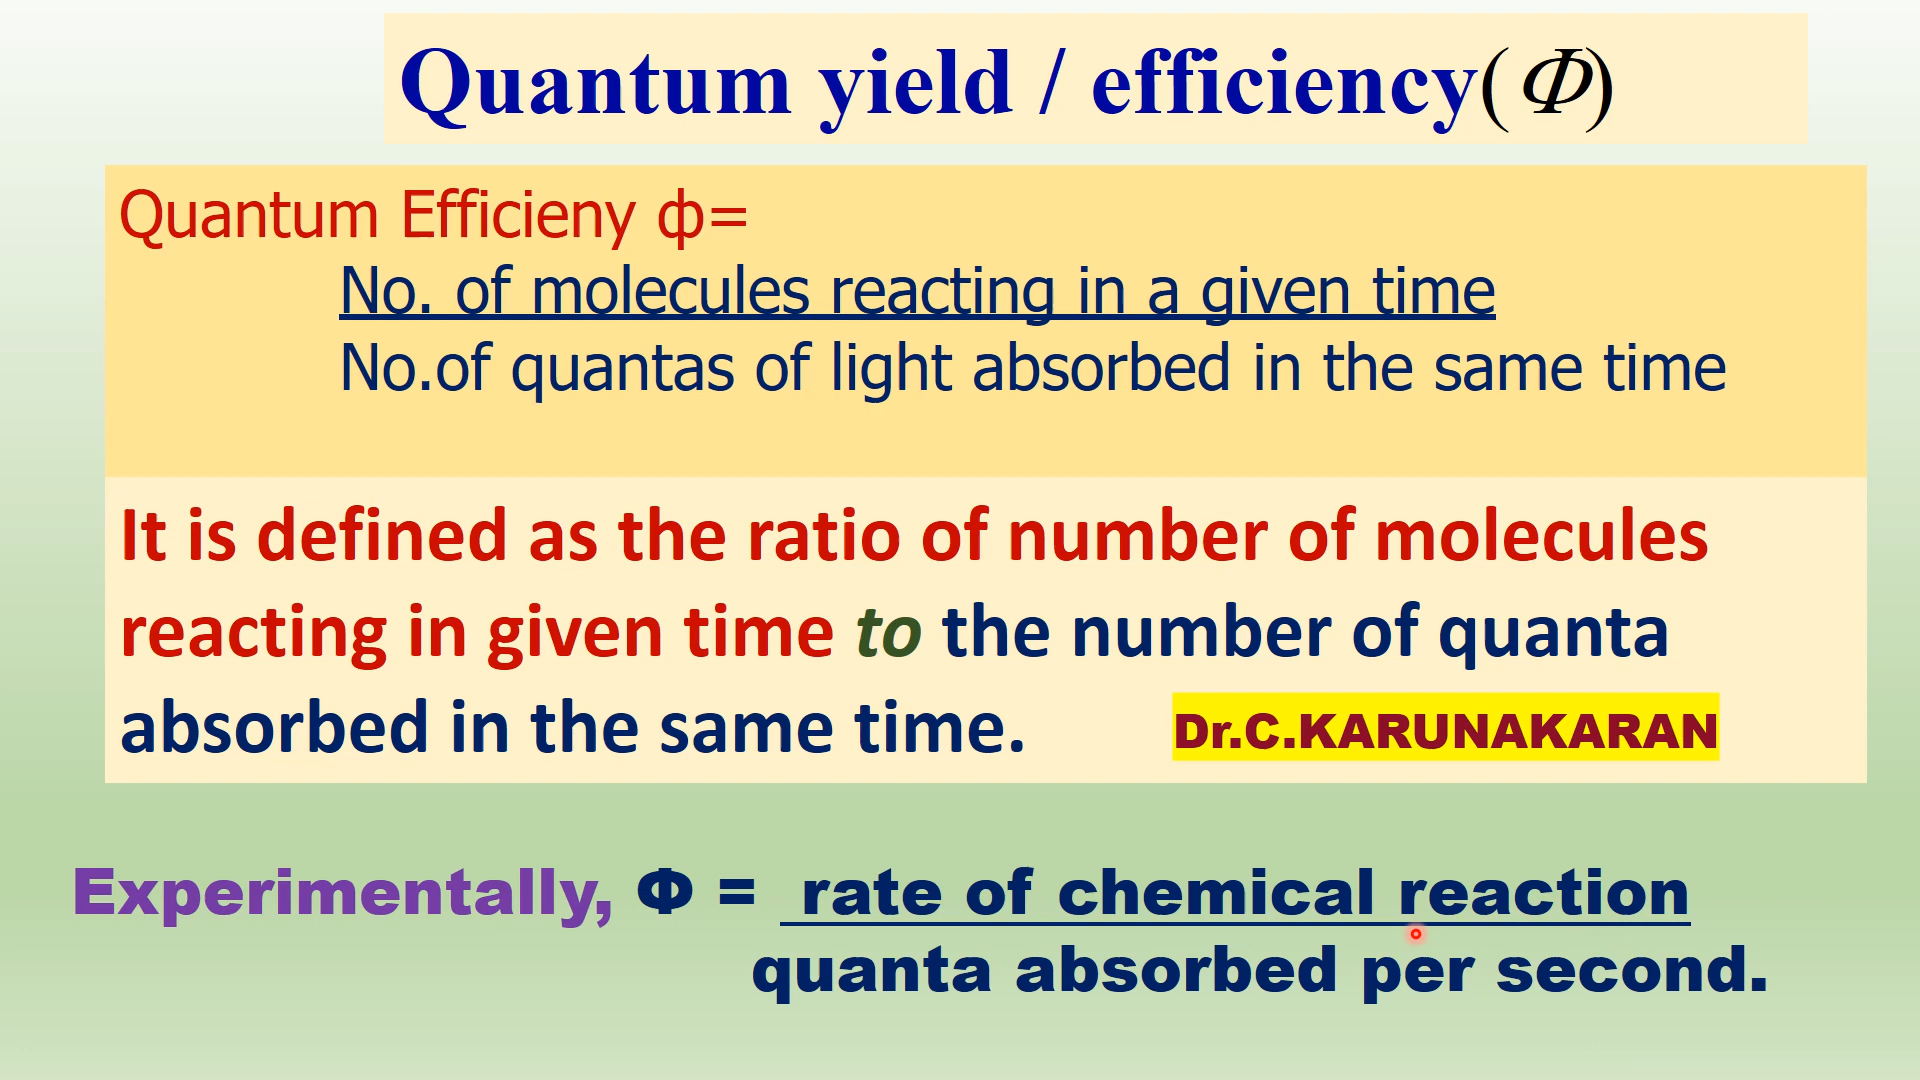 Quantum yield / efficiency(Φ)
Quantum Efficieny ф=
No. of molecules reacting in a given time
No.of quantas of light absorbed in the same time
It is defined as the ratio of number of molecules
reacting in given time to the number of quanta
absorbed in the same time.
Dr.C.KARUNAKARAN
Experimentally, Φ = rate of chemical reaction
quanta absorbed per second.